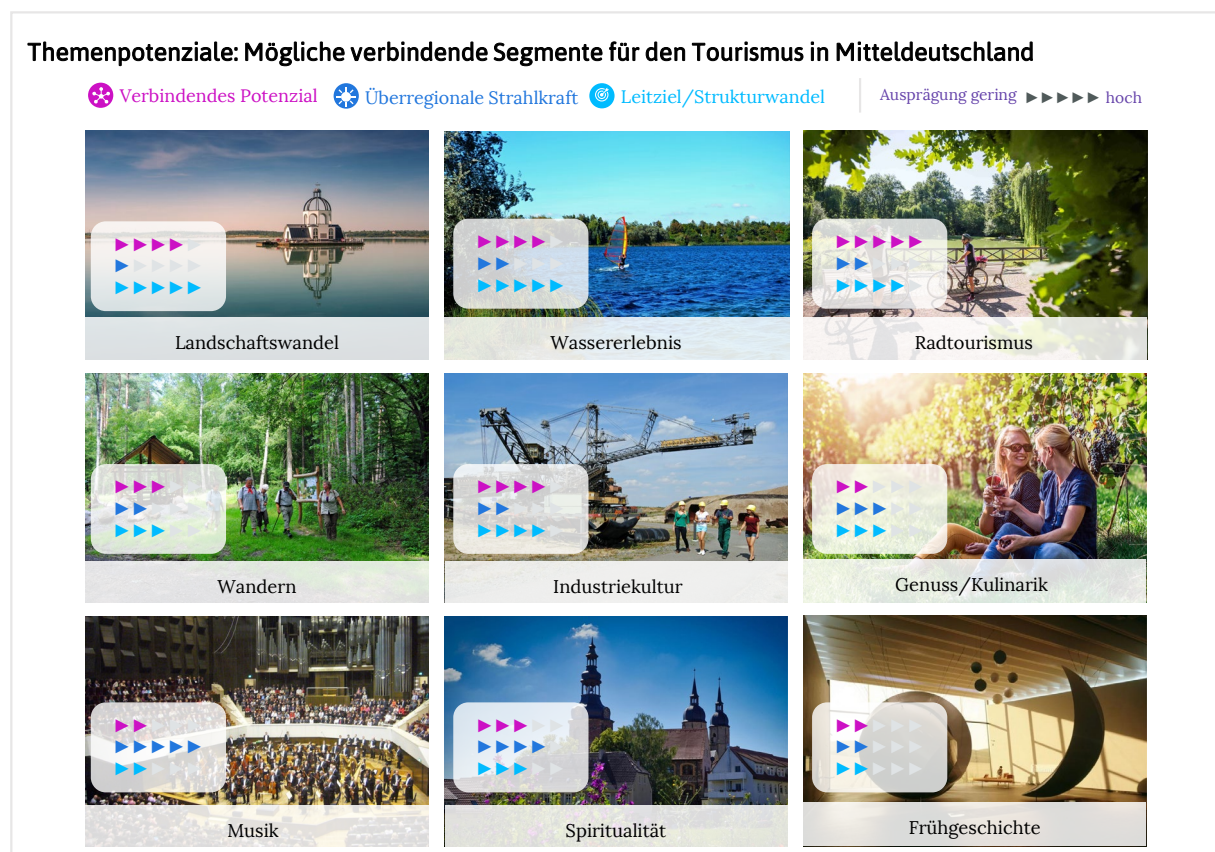 Themenpotenziale: Mögliche verbindende Segmente für den Tourismus in Mitteldeutschland
Verbindendes Potenzial Überregionale Strahlkraft Leitziel/Strukturwandel Ausprägung gering ►►►►► hoch
Landschaftswandel Wassererlebnis Radtourismus
Wandern Industriekultur Genuss/Kulinarik
Musik Spiritualität Frühgeschichte